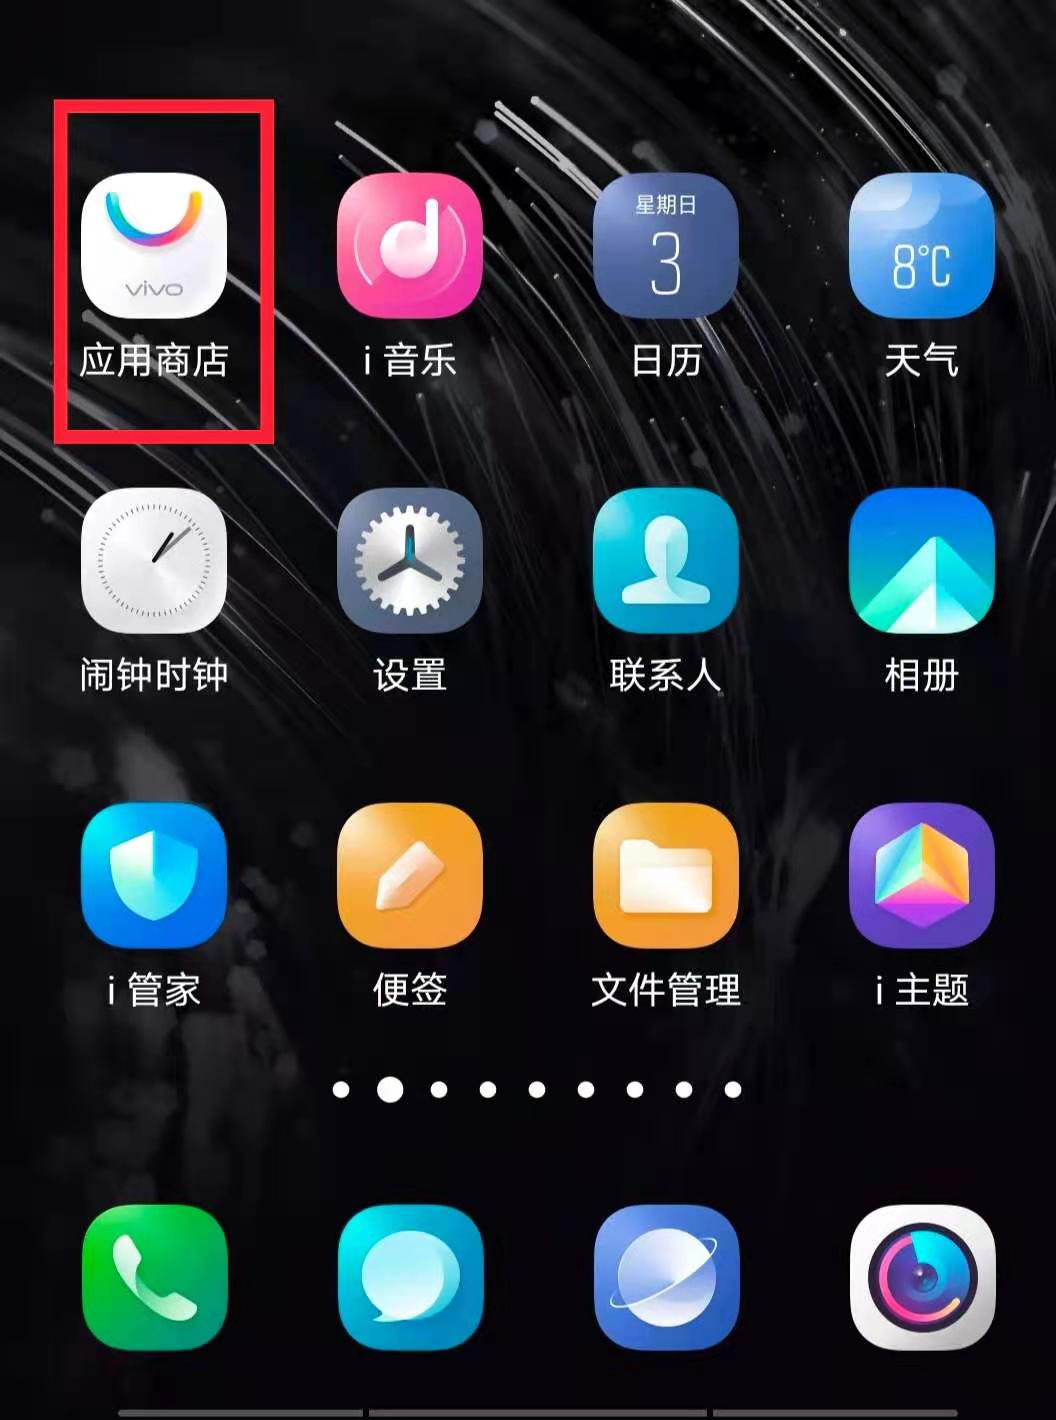 vivo
应用商店
i 音乐
星期日
3
日历
8°C
天气
闹钟时钟
设置
联系人
相册
i 管家
便签
文件管理
i 主题